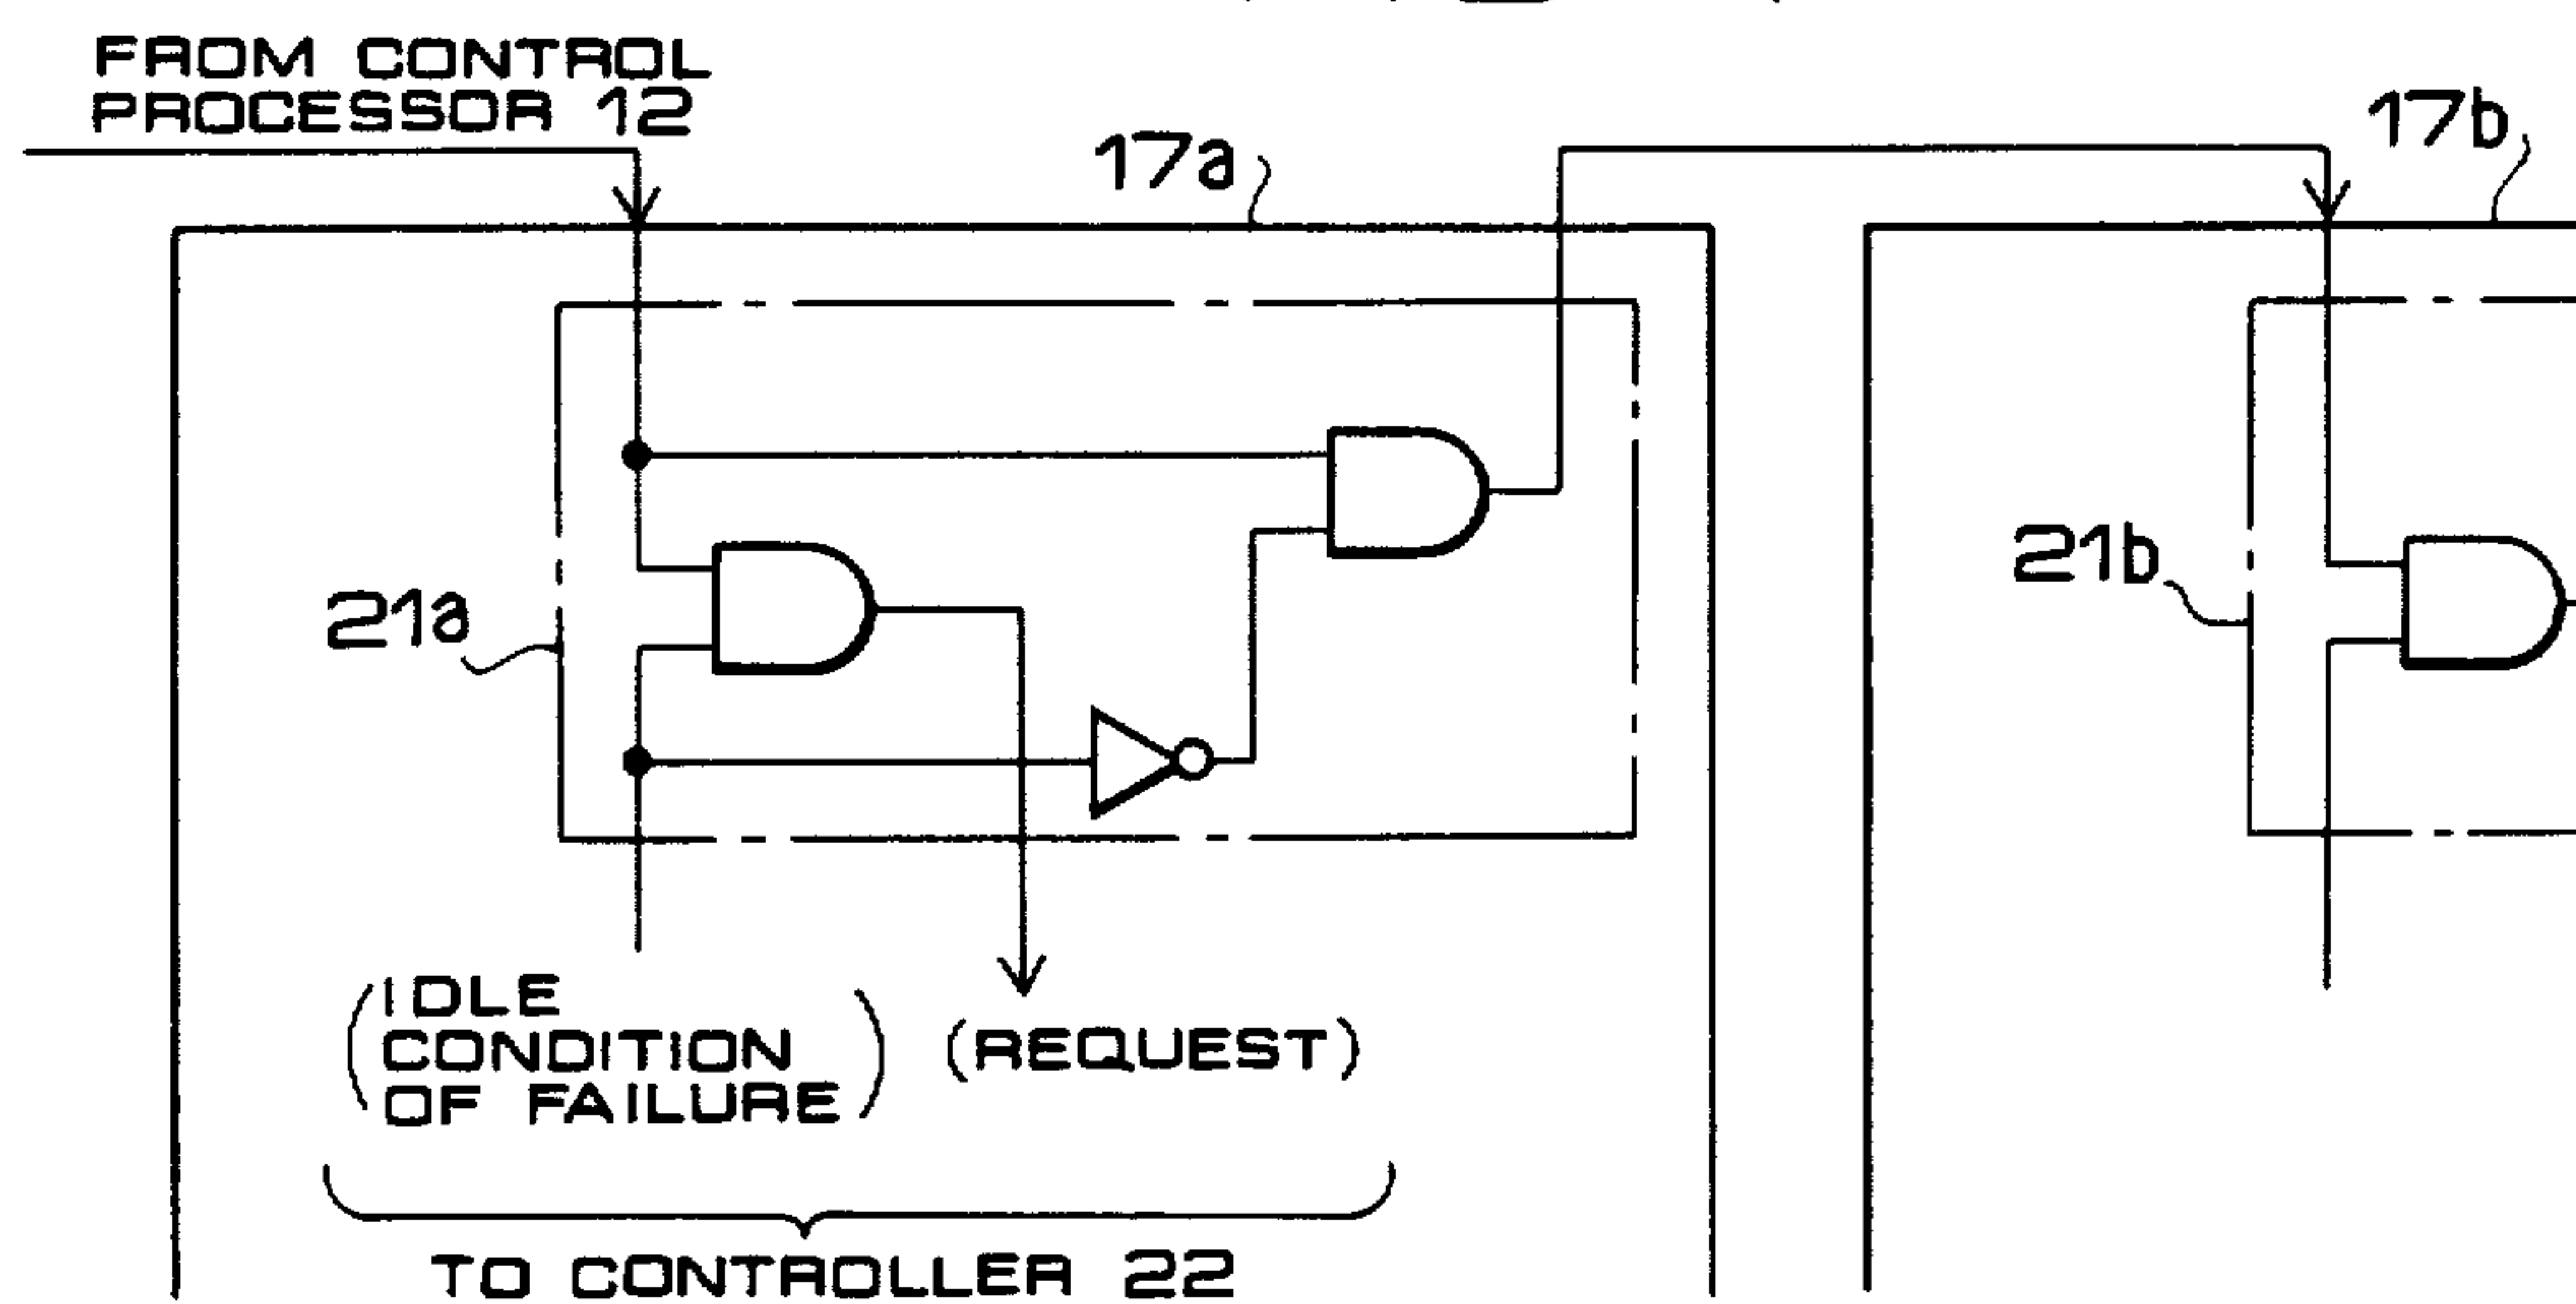 FROM CONTROL
PROCESSOR 12
17a
17b
21a
21b
IDLE
CONDITION
OF FAILURE
(REQUEST)
TO CONTROLLER 22